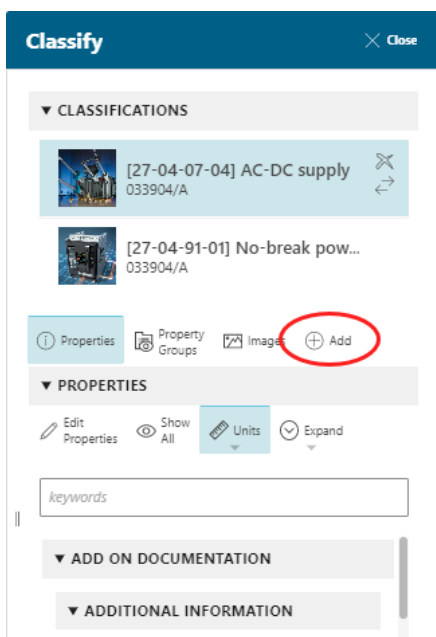 Classify
Close
CLASSIFICATIONS
[27-04-07-04] AC-DC supply
033904/A
[27-04-91-01] No-break pow...
033904/A
Properties
Property
Groups
Images
Add
PROPERTIES
Edit
Properties
Show
All
Units
Expand
keywords
ADD ON DOCUMENTATION
ADDITIONAL INFORMATION